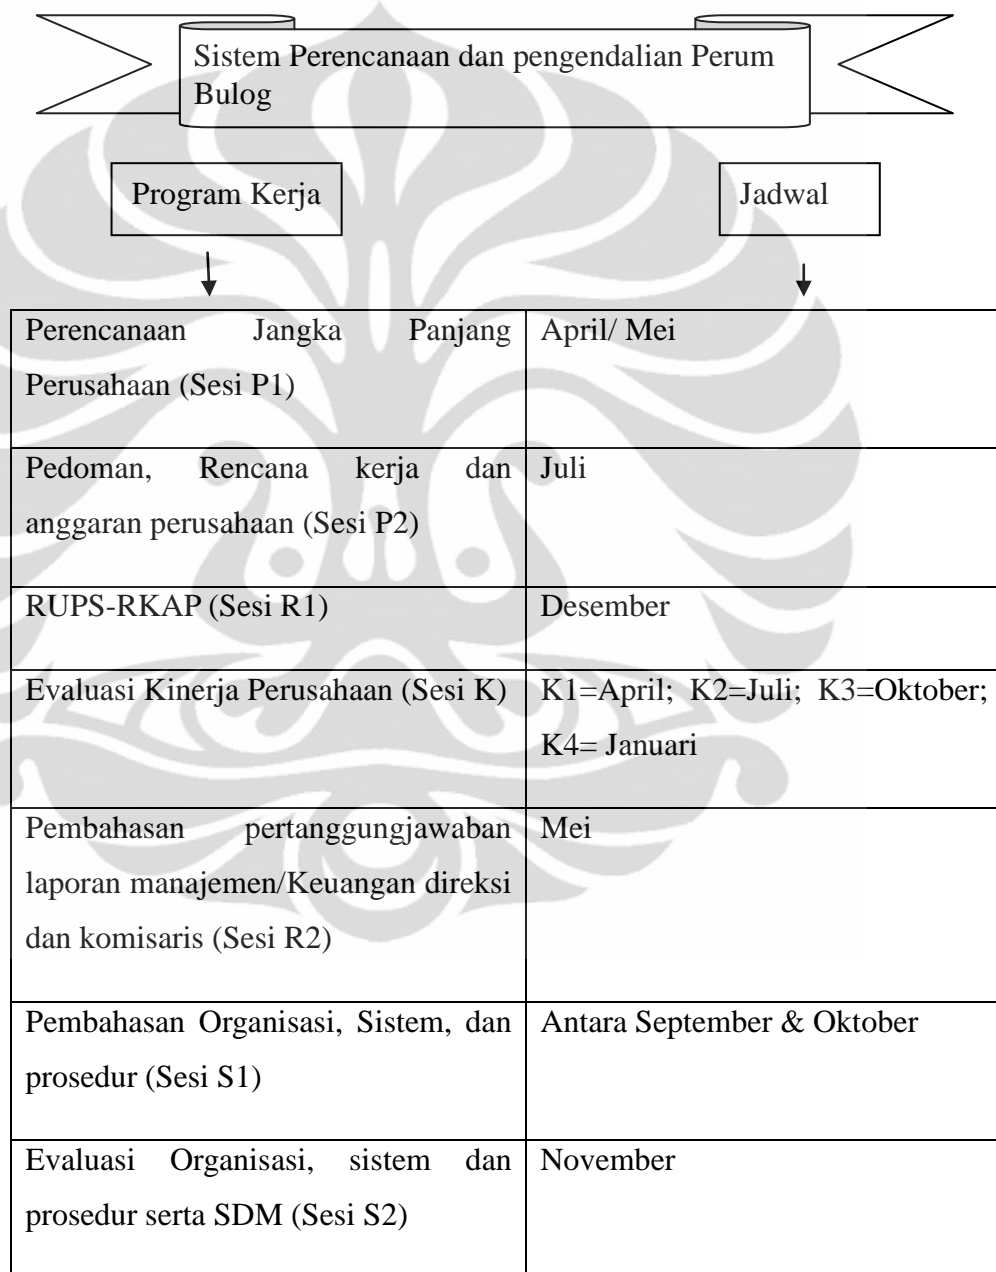 Sistem Perencanaan dan pengendalian Perum
Bulog
Program Kerja
Jadwal
Perencanaan Jangka Panjang
Perusahaan (Sesi P1)
April/ Mei
Pedoman, Rencana kerja dan
anggaran perusahaan (Sesi P2)
Juli
RUPS-RKAP (Sesi R1)
Desember
Evaluasi Kinerja Perusahaan (Sesi K)
K1=April; K2=Juli; K3=Oktober;
K4= Januari
Pembahasan pertanggungjawaban
laporan manajemen/Keuangan direksi
dan komisaris (Sesi R2)
Mei
Pembahasan Organisasi, Sistem, dan
prosedur (Sesi S1)
Antara September & Oktober
Evaluasi Organisasi, sistem dan
prosedur serta SDM (Sesi S2)
November